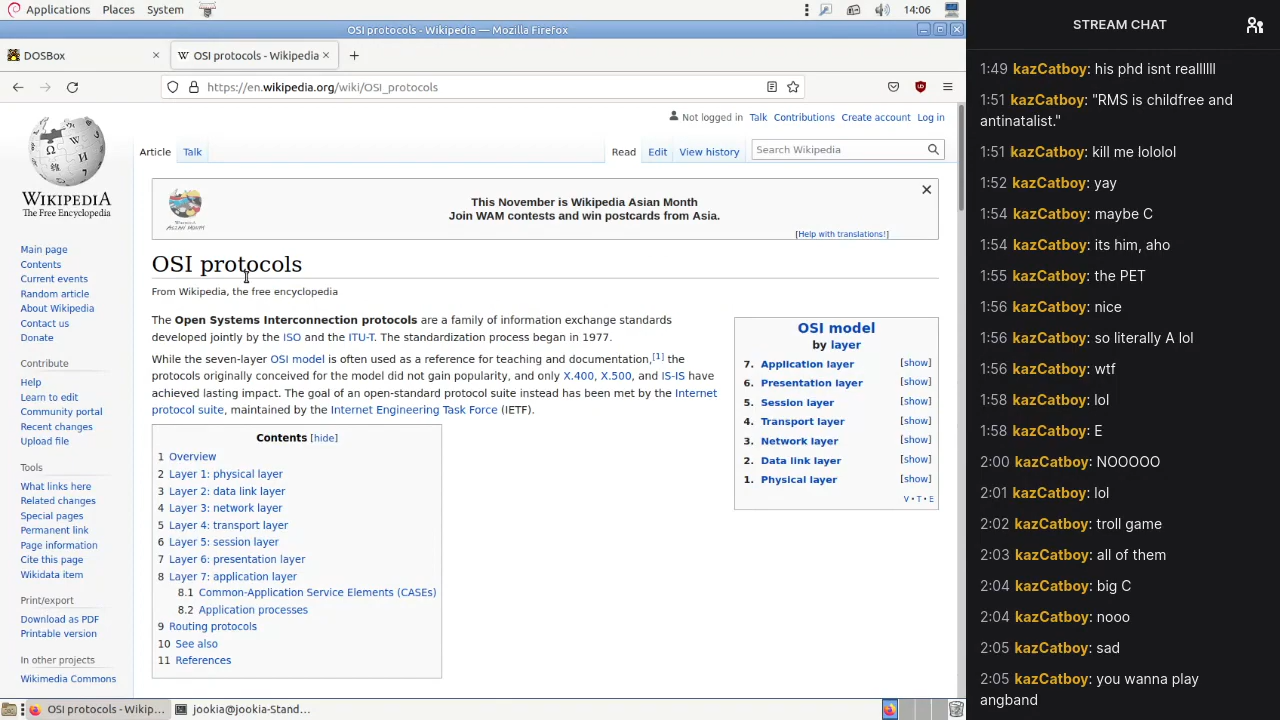 Applications Places System 14:06
OSI protocols - Wikipedia — Mozilla Firefox
DOSBox
OSI protocols - Wikipedia
https://en.wikipedia.org/wiki/OSI_protocols
Not logged in Talk Contributions Create account Log in
Article Talk Read Edit View history Search Wikipedia
WIKIPEDIA
The Free Encyclopedia
Main page
Contents
Current events
Random article
About Wikipedia
Contact us
Donate
Contribute
Help
Learn to edit
Community portal
Recent changes
Upload file
Tools
What links here
Related changes
Special pages
Permanent link
Page information
Cite this page
Wikidata item
Print/export
Download as PDF
Printable version
In other projects
Wikimedia Commons
This November is Wikipedia Asian Month
Join WAM contests and win postcards from Asia.
[Help with translations!]
OSI protocols
From Wikipedia, the free encyclopedia
The Open Systems Interconnection protocols are a family of information exchange standards
developed jointly by the ISO and the ITU-T. The standardization process began in 1977.
While the seven-layer OSI model is often used as a reference for teaching and documentation,[1] the
protocols originally conceived for the model did not gain popularity, and only X.400, X.500, and IS-IS have
achieved lasting impact. The goal of an open-standard protocol suite instead has been met by the Internet
protocol suite, maintained by the Internet Engineering Task Force (IETF).
Contents [hide]
1 Overview
2 Layer 1: physical layer
3 Layer 2: data link layer
4 Layer 3: network layer
5 Layer 4: transport layer
6 Layer 5: session layer
7 Layer 6: presentation layer
8 Layer 7: application layer
8.1 Common-Application Service Elements (CASEs)
8.2 Application processes
9 Routing protocols
10 See also
11 References
OSI model
by layer
7. Application layer [show]
6. Presentation layer [show]
5. Session layer [show]
4. Transport layer [show]
3. Network layer [show]
2. Data link layer [show]
1. Physical layer [show]
V • T • E
OSI protocols - Wikip...
jookia@jookia-Stand...
STREAM CHAT
1:49 kazCatboy: his phd isnt reallllll
1:51 kazCatboy: "RMS is childfree and
antinatalist."
1:51 kazCatboy: kill me lololol
1:52 kazCatboy: yay
1:54 kazCatboy: maybe C
1:54 kazCatboy: its him, aho
1:55 kazCatboy: the PET
1:56 kazCatboy: nice
1:56 kazCatboy: so literally A lol
1:56 kazCatboy: wtf
1:58 kazCatboy: lol
1:58 kazCatboy: E
2:00 kazCatboy: NOOOOO
2:01 kazCatboy: lol
2:02 kazCatboy: troll game
2:03 kazCatboy: all of them
2:04 kazCatboy: big C
2:04 kazCatboy: nooo
2:05 kazCatboy: sad
2:05 kazCatboy: you wanna play
angband